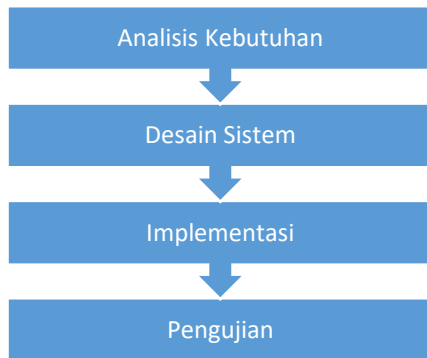 Analisis Kebutuhan
Desain Sistem
Implementasi
Pengujian